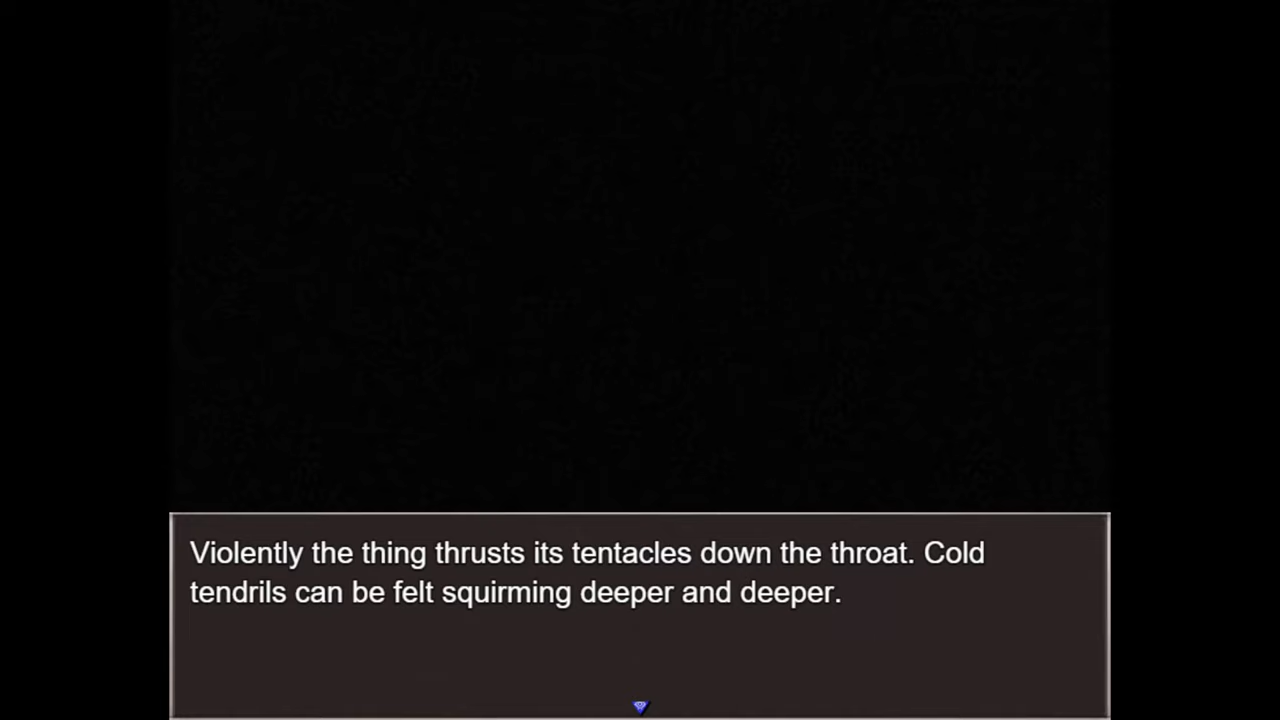 Violently the thing thrusts its tentacles down the throat. Cold
tendrils can be felt squirming deeper and deeper.